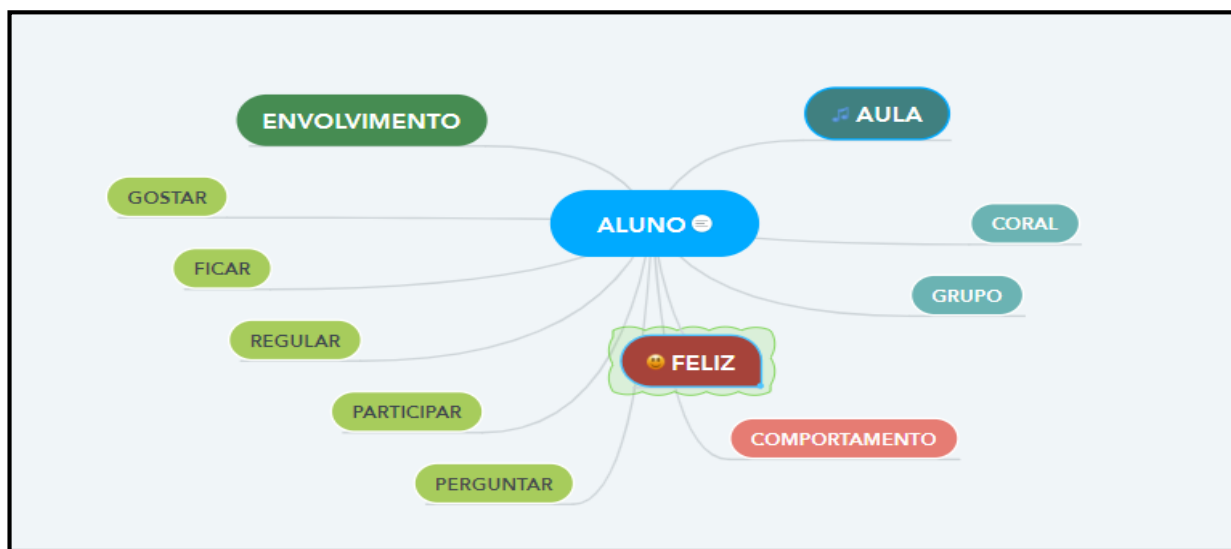 ENVOLVIMENTO
AULA
GOSTAR
ALUNO
CORAL
FICAR
GRUPO
REGULAR
FELIZ
PARTICIPAR
COMPORTAMENTO
PERGUNTAR